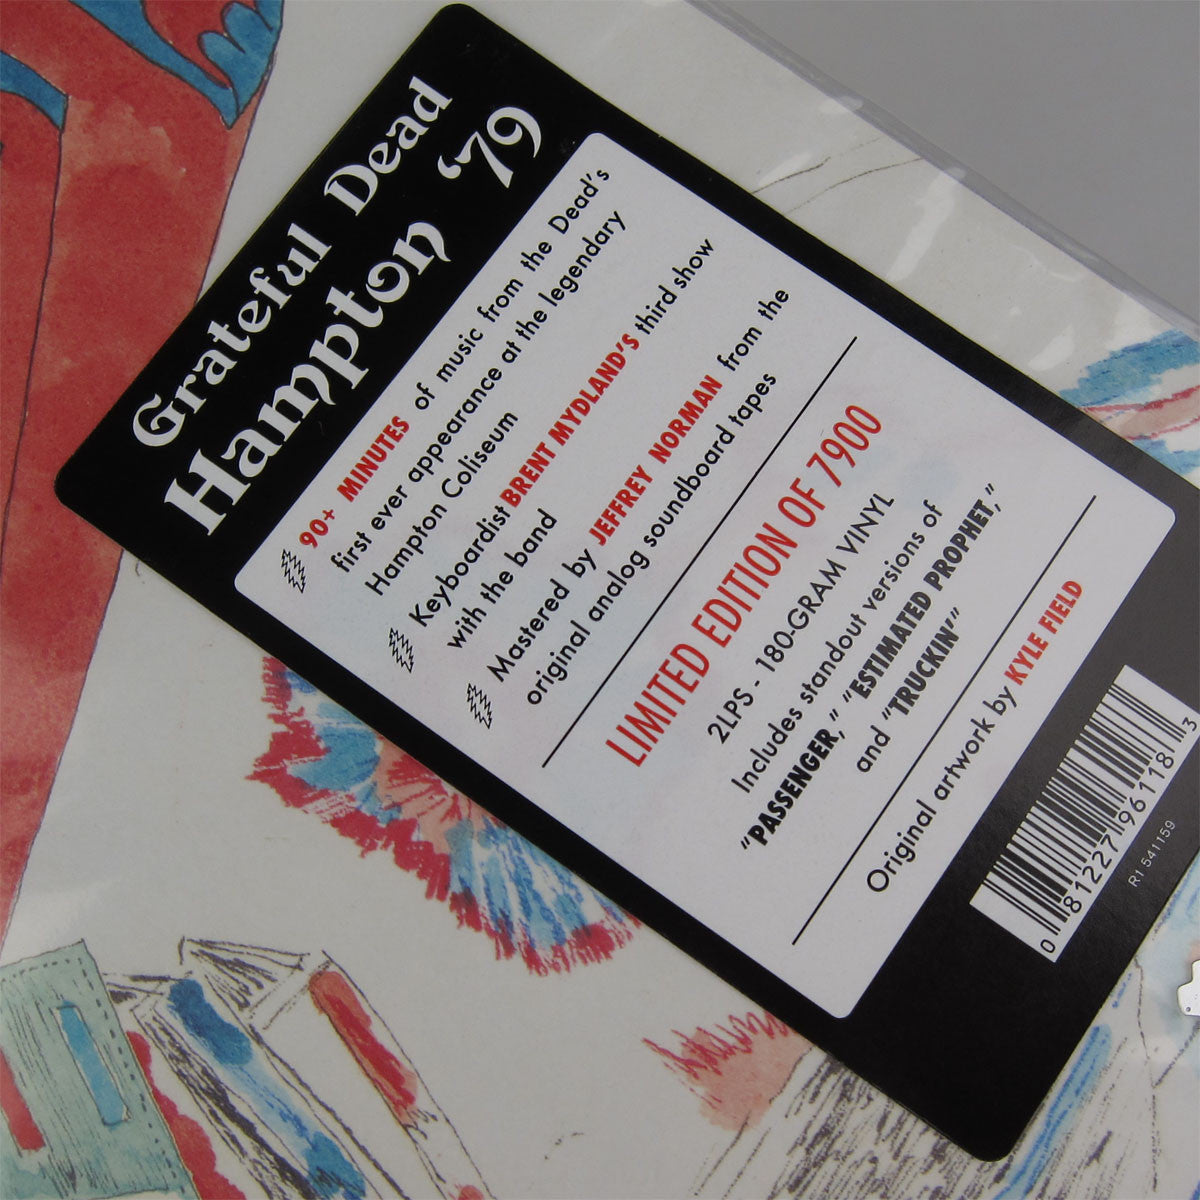 Grateful Dead
Hampton '79
90+ MINUTES of music from the Dead's
first ever appearance at the legendary
Hampton Coliseum
Keyboardist BRENT MYDLAND'S third show
with the band
Mastered by JEFFREY NORMAN from the
original analog soundboard tapes
LIMITED EDITION OF 7900
2LPS - 180-GRAM VINYL
Includes standout versions of
"PASSENGER," "ESTIMATED PROPHET,"
and "TRUCKIN'"
Original artwork by KYLE FIELD
0 81227 96118 3
R1 541159